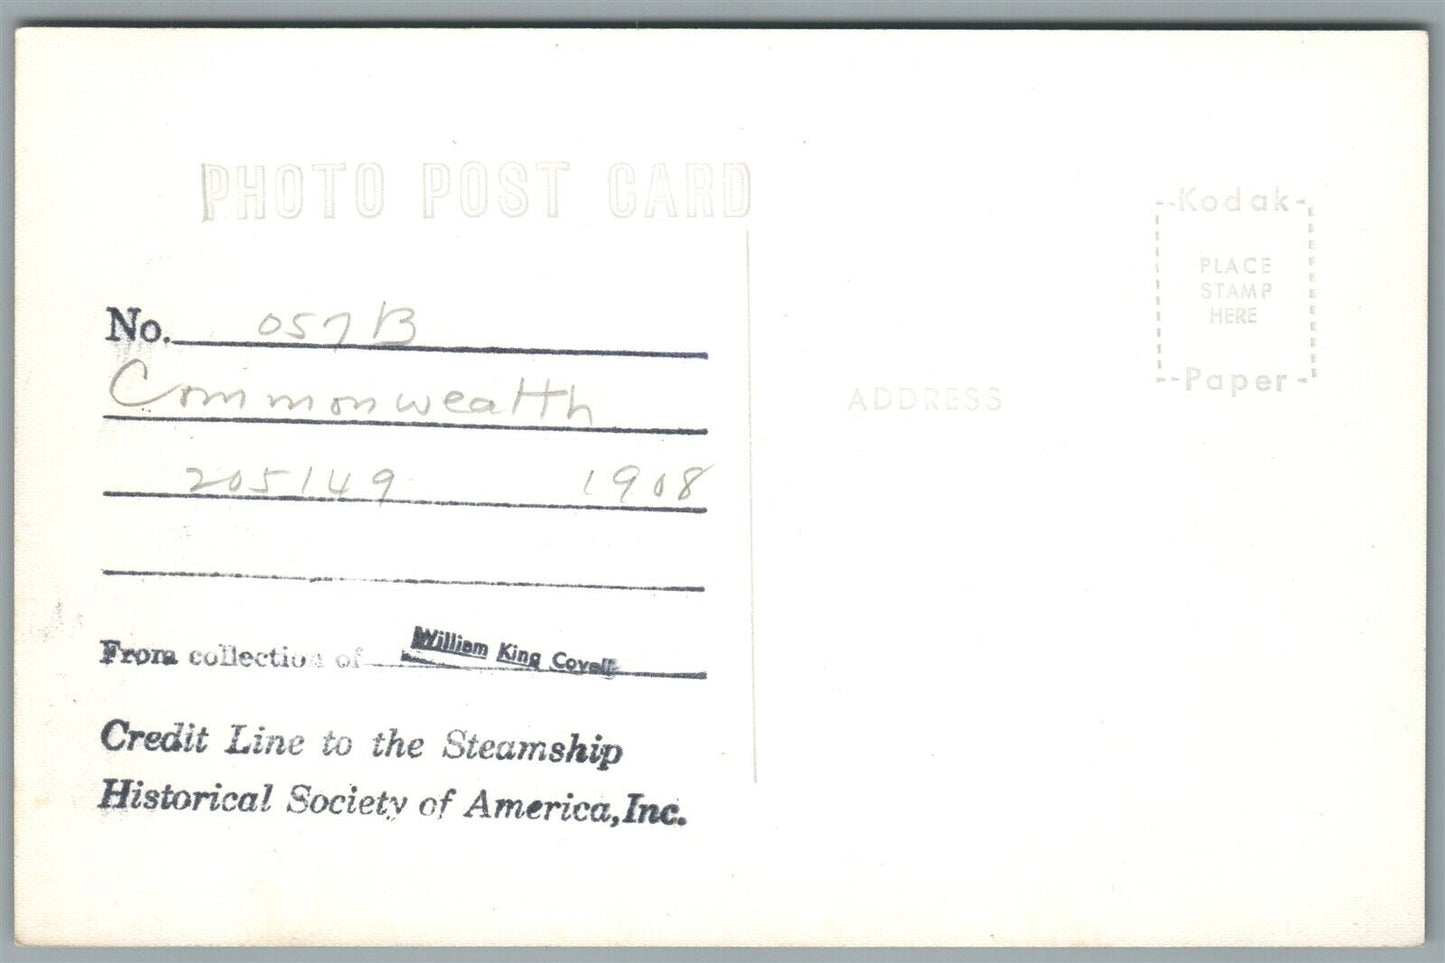 PHOTO POST CARD
No. 057B
Commonwealth
205149 1908
From collection of William King Covell
Credit Line to the Steamship
Historical Society of America, Inc.
ADDRESS
Kodak
PLACE
STAMP
HERE
Paper